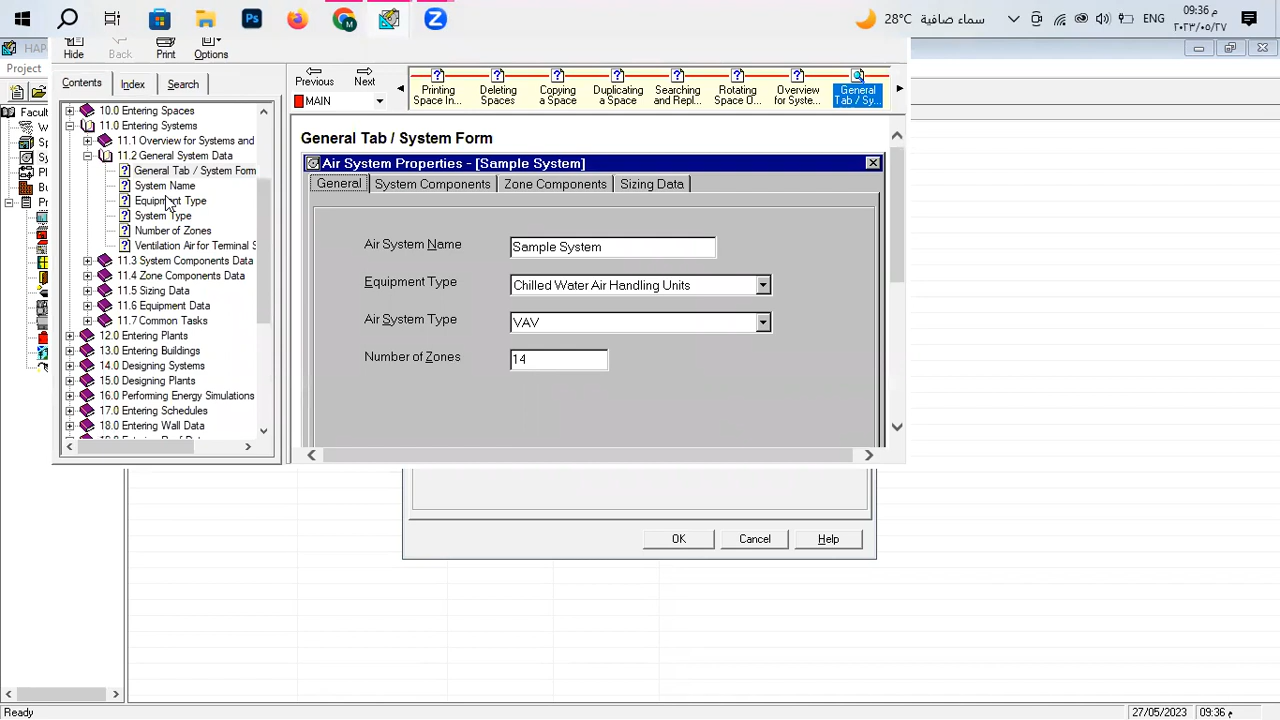 م 09:36
٢٠٢٣/٠٥/٢٧
ENG
سماء صافية
28°C
HAP
Project
Hide
Back
Print
Options
Contents
Index
Search
Previous
Next
MAIN
Printing Space In...
Deleting Spaces
Copying a Space
Duplicating a Space
Searching and Repl...
Rotating Space U...
Overview for Syste...
General Tab / Sy...
10.0 Entering Spaces
11.0 Entering Systems
11.1 Overview for Systems and
11.2 General System Data
General Tab / System Form
System Name
Equipment Type
System Type
Number of Zones
Ventilation Air for Terminal S
11.3 System Components Data
11.4 Zone Components Data
11.5 Sizing Data
11.6 Equipment Data
11.7 Common Tasks
12.0 Entering Plants
13.0 Entering Buildings
14.0 Designing Systems
15.0 Designing Plants
16.0 Performing Energy Simulations
17.0 Entering Schedules
18.0 Entering Wall Data
General Tab / System Form
Air System Properties - [Sample System]
General
System Components
Zone Components
Sizing Data
Air System Name
Sample System
Equipment Type
Chilled Water Air Handling Units
Air System Type
VAV
Number of Zones
14
OK
Cancel
Help
Facult
Ready
27/05/2023
09:36 م